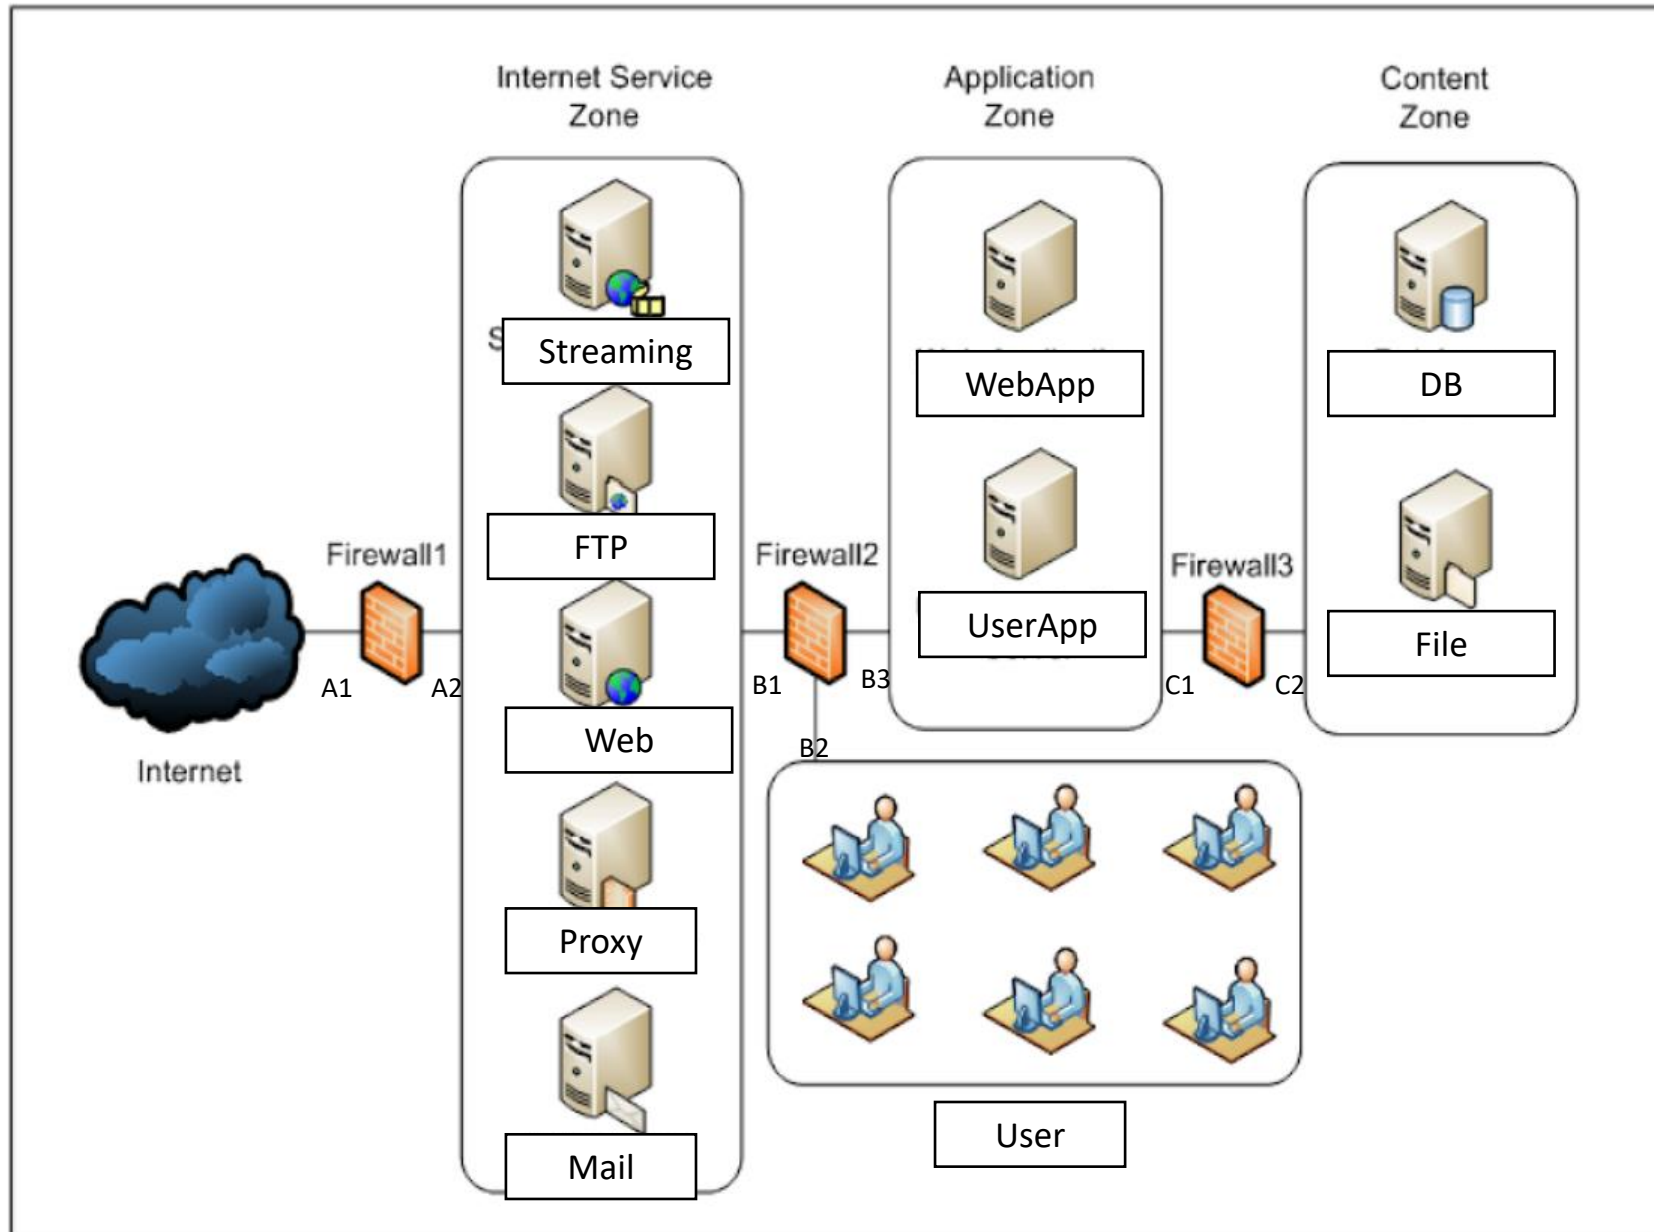 Internet Service
Zone
Application
Zone
Content
Zone
Streaming
WebApp
DB
FTP
Firewall1
Firewall2
Firewall3
UserApp
File
A1
A2
B1
B3
C1
C2
Web
B2
Internet
Proxy
User
Mail